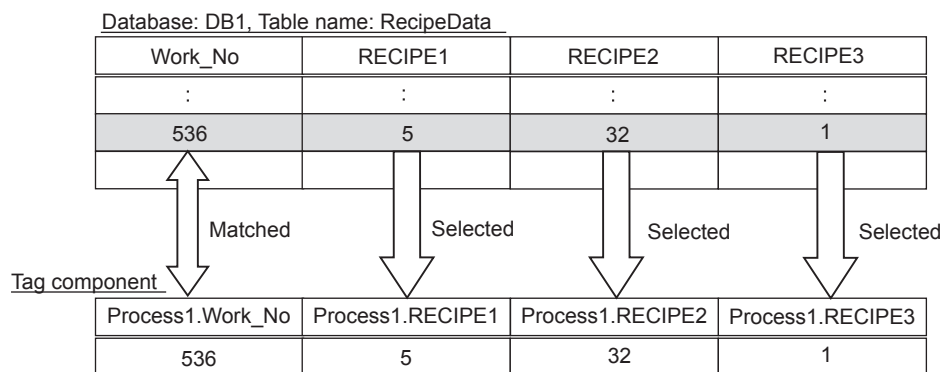 Database: DB1, Table name: RecipeData
Work_No RECIPE1 RECIPE2 RECIPE3
: : : :
536 5 32 1
Matched Selected Selected Selected
Tag component
Process1.Work_No Process1.RECIPE1 Process1.RECIPE2 Process1.RECIPE3
536 5 32 1